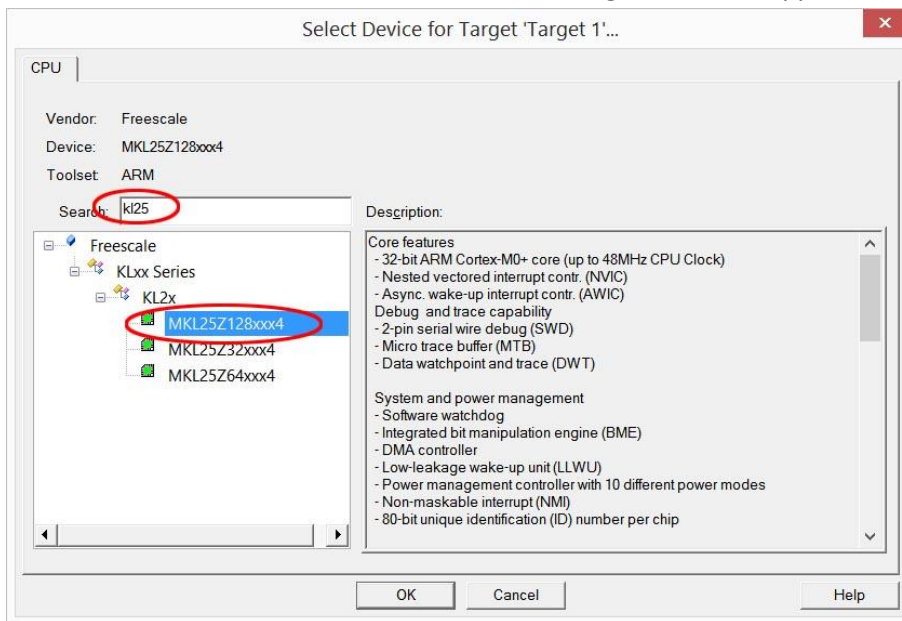 Select Device for Target 'Target 1'...
CPU
Vendor: Freescale
Device: MKL25Z128xxx4
Toolset: ARM
Search: kl25
Description:
Freescale
KLxx Series
KL2x
MKL25Z128xxx4
MKL25Z32xxx4
MKL25Z64xxx4
Core features
- 32-bit ARM Cortex-M0+ core (up to 48MHz CPU Clock)
- Nested vectored interrupt contr. (NVIC)
- Async. wake-up interrupt contr. (AWIC)
Debug and trace capability
- 2-pin serial wire debug (SWD)
- Micro trace buffer (MTB)
- Data watchpoint and trace (DWT)
System and power management
- Software watchdog
- Integrated bit manipulation engine (BME)
- DMA controller
- Low-leakage wake-up unit (LLWU)
- Power management controller with 10 different power modes
- Non-maskable interrupt (NMI)
- 80-bit unique identification (ID) number per chip
OK Cancel Help